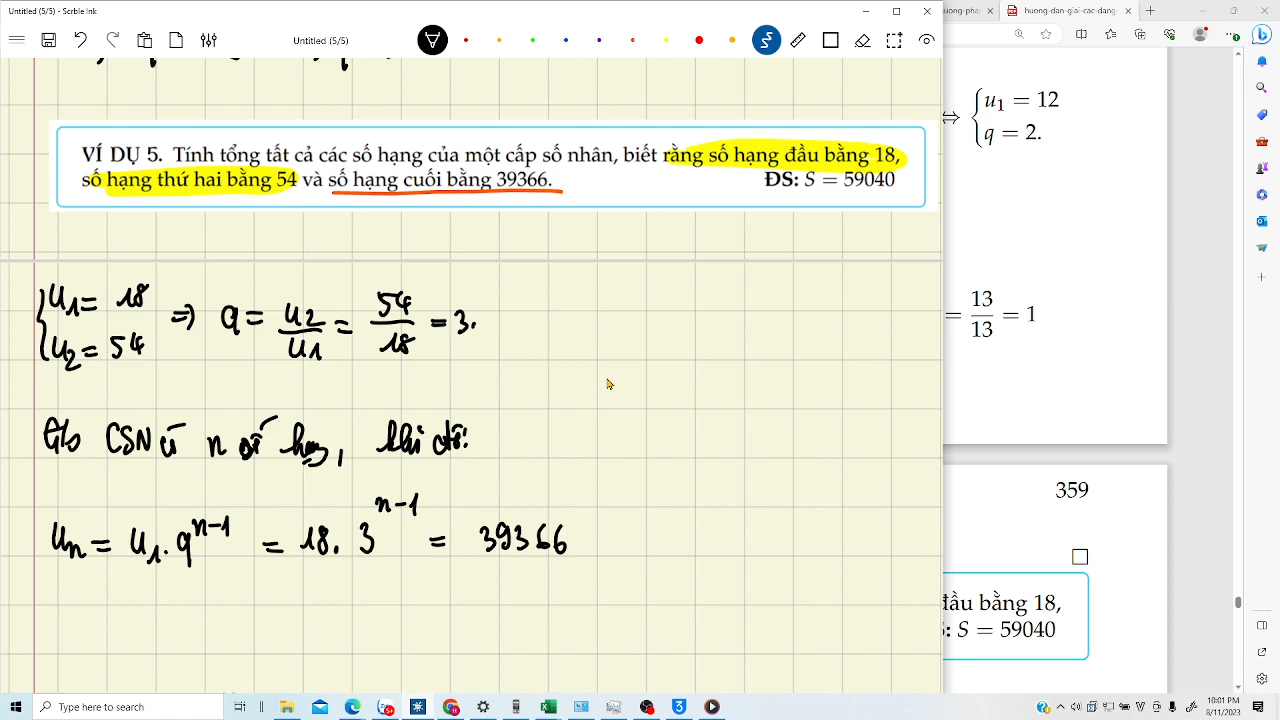 Untitled (5/5) - Scrble Ink
Untitled (5/5)
huong-dan-giai-cac-dang
VÍ DỤ 5. Tính tổng tất cả các số hạng của một cấp số nhân, biết rằng số hạng đầu bằng 18,
số hạng thứ hai bằng 54 và số hạng cuối bằng 39366. ĐS: S = 59040
u1 = 18
u2 = 54
⇒ q = u2/u1 = 54/18 = 3.
G/s CSN có n số hạng, khi đó:
un = u1 . q^n-1 = 18. 3^n-1 = 39366
⇔ { u1 = 12
q = 2.
= 13/13 = 1
359
đầu bằng 18,
S = 59040
Type here to search
10:01 PM
8/11/2023